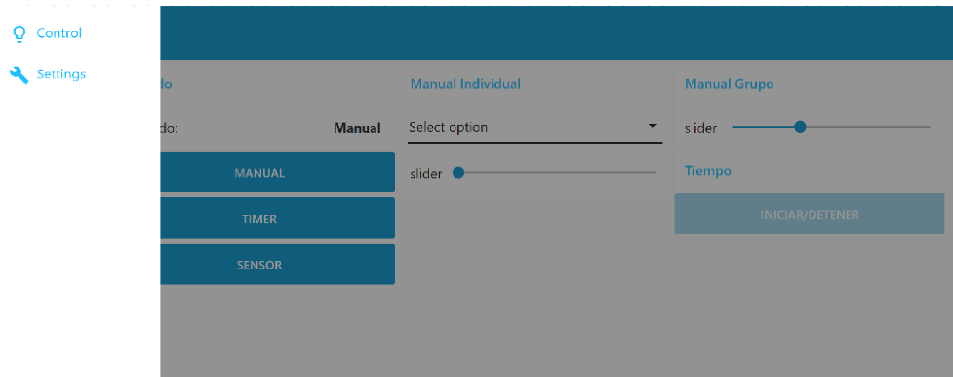 Control
Settings
do
do:
Manual
MANUAL
TIMER
SENSOR
Manual Individual
Select option
slider
Manual Grupo
slider
Tiempo
INICIAR/DETENER